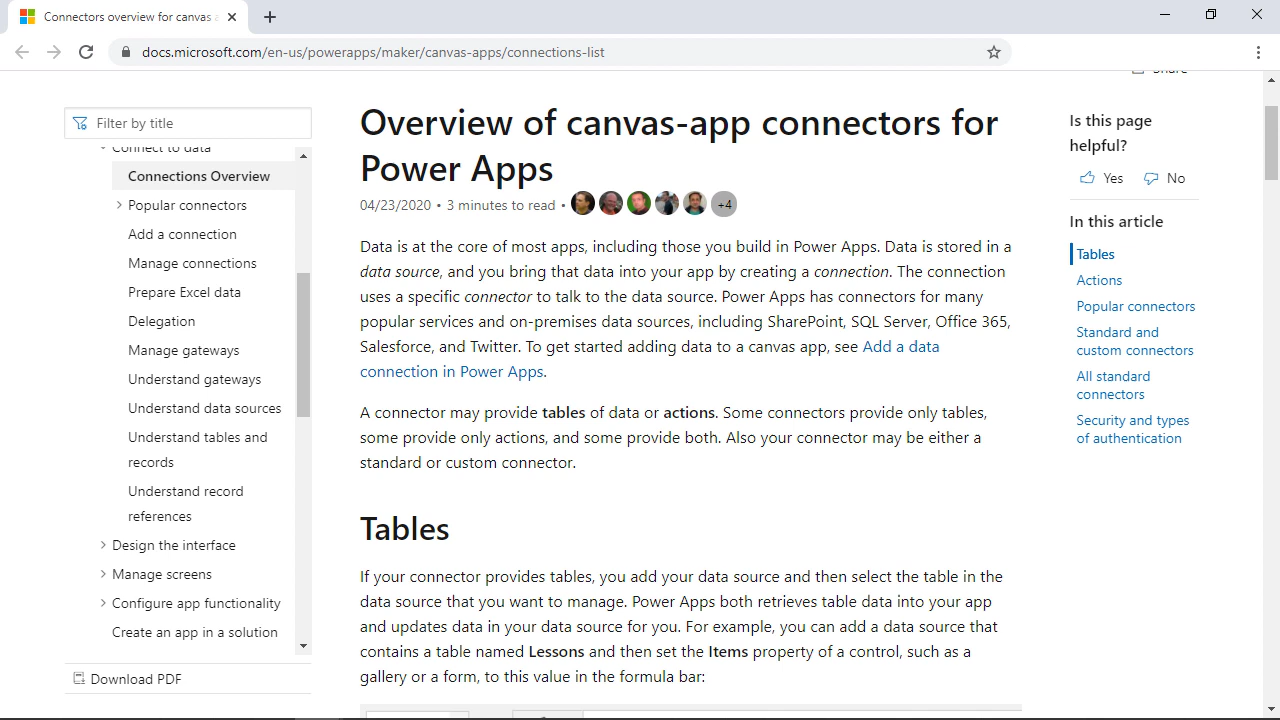 Connectors overview for canvas a
docs.microsoft.com/en-us/powerapps/maker/canvas-apps/connections-list
Share
Filter by title
Connect to data
Connections Overview
Popular connectors
Add a connection
Manage connections
Prepare Excel data
Delegation
Manage gateways
Understand gateways
Understand data sources
Understand tables and
records
Understand record
references
Design the interface
Manage screens
Configure app functionality
Create an app in a solution
Download PDF
Overview of canvas-app connectors for
Power Apps
04/23/2020 • 3 minutes to read • +4
Data is at the core of most apps, including those you build in Power Apps. Data is stored in a
data source, and you bring that data into your app by creating a connection. The connection
uses a specific connector to talk to the data source. Power Apps has connectors for many
popular services and on-premises data sources, including SharePoint, SQL Server, Office 365,
Salesforce, and Twitter. To get started adding data to a canvas app, see Add a data
connection in Power Apps.
A connector may provide tables of data or actions. Some connectors provide only tables,
some provide only actions, and some provide both. Also your connector may be either a
standard or custom connector.
Tables
If your connector provides tables, you add your data source and then select the table in the
data source that you want to manage. Power Apps both retrieves table data into your app
and updates data in your data source for you. For example, you can add a data source that
contains a table named Lessons and then set the Items property of a control, such as a
gallery or a form, to this value in the formula bar:
Is this page
helpful?
Yes No
In this article
Tables
Actions
Popular connectors
Standard and
custom connectors
All standard
connectors
Security and types
of authentication